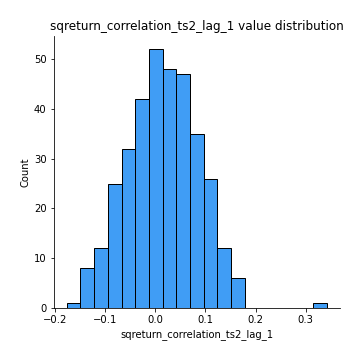 sqreturn_correlation_ts2_lag_1 value distribution
50
40
30
20
10
0
Count
−0.2 −0.1 0.0 0.1 0.2 0.3
sqreturn_correlation_ts2_lag_1